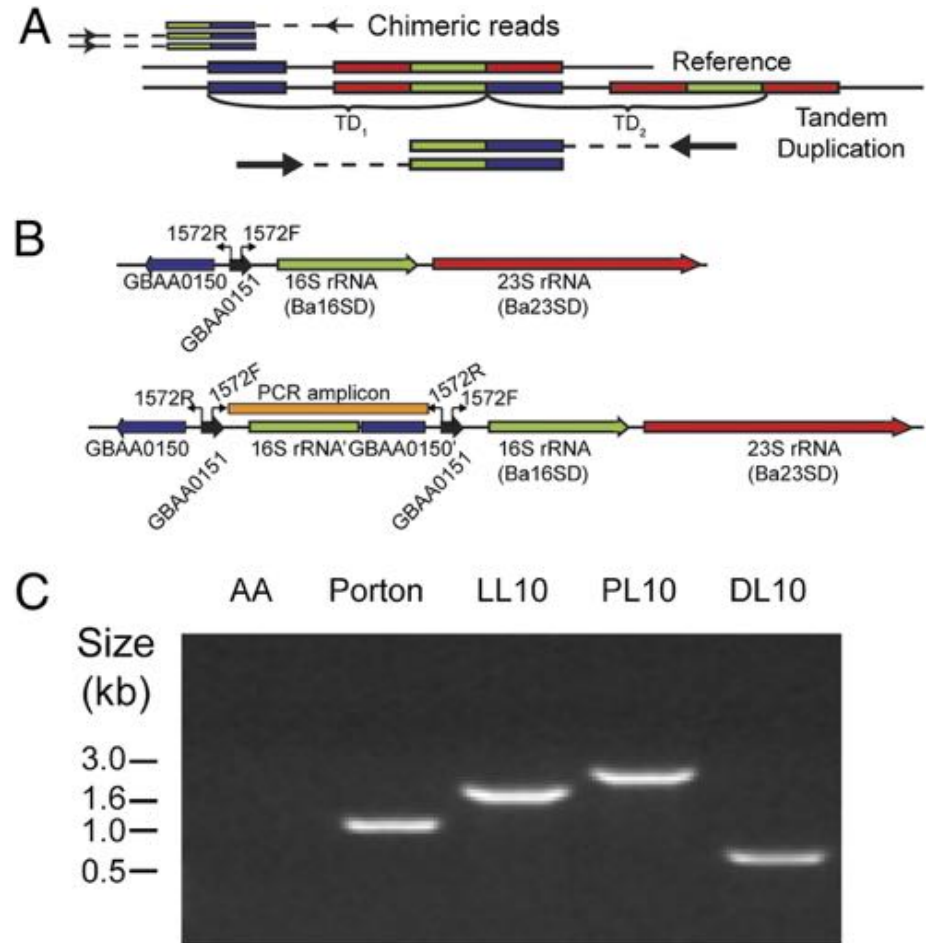 A
Chimeric reads
Reference
TD1
TD2
Tandem
Duplication
B
1572R
1572F
GBAA0150
GBAA0151
16S rRNA
(Ba16SD)
23S rRNA
(Ba23SD)
1572R
1572F
PCR amplicon
1572R
1572F
GBAA0150
GBAA0151
16S rRNA'
GBAA0150'
GBAA0151
16S rRNA
(Ba16SD)
23S rRNA
(Ba23SD)
C
AA Porton LL10 PL10 DL10
Size
(kb)
3.0
1.6
1.0
0.5